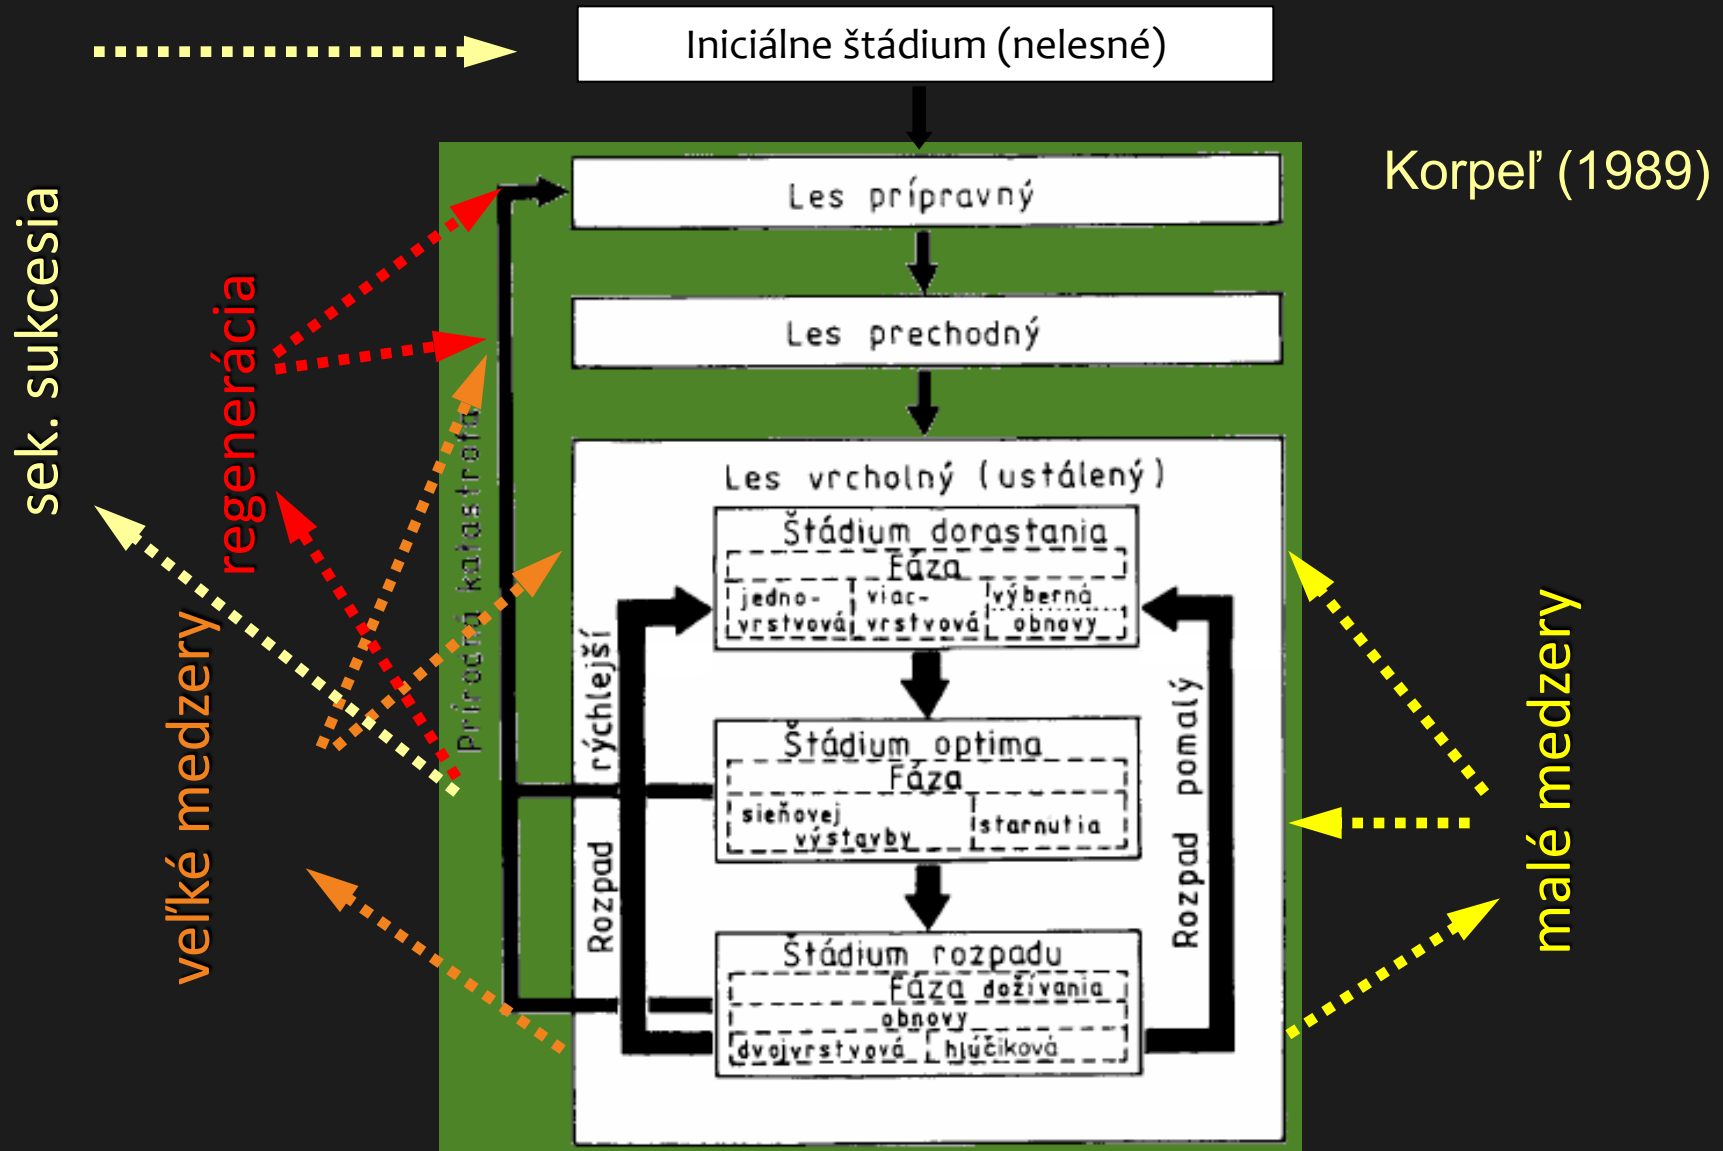 Iniciálne štádium (nelesné)
Korpeľ (1989)
Les prípravný
Les prechodný
Les vrcholný (ustálený)
Štádium dorastania
Fáza
jedno-
vrstvová
viac-
vrstvová
výberná
obnovy
Štádium optima
Fáza
sieňovej
výstavby
starnutia
Štádium rozpadu
Fáza dožívania
obnovy
dvojvrstvová
hlúčiková
Rozpad rýchlejší
Rozpad pomalý
Prírodná katastrofa
sek. sukcesia
regenerácia
veľké medzery
malé medzery